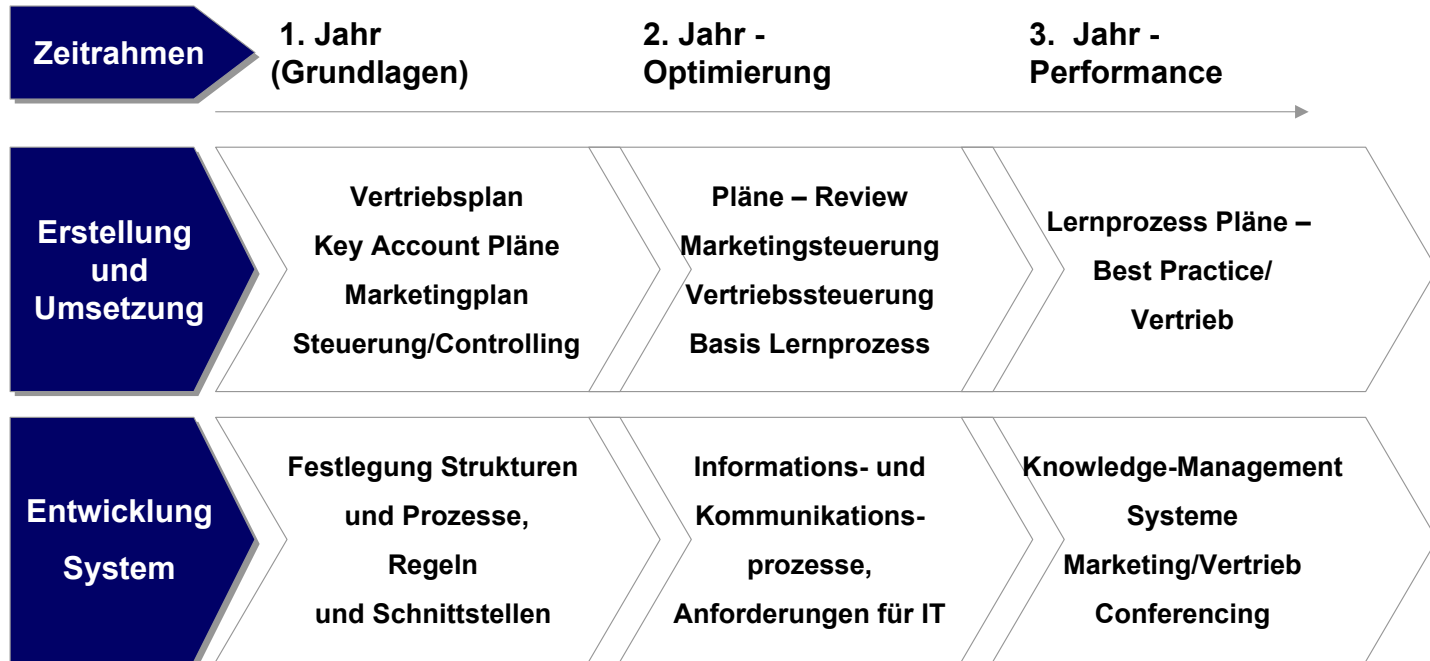 Zeitrahmen
1. Jahr
(Grundlagen)
2. Jahr -
Optimierung
3. Jahr -
Performance
Erstellung
und
Umsetzung
Vertriebsplan
Key Account Pläne
Marketingplan
Steuerung/Controlling
Pläne – Review
Marketingsteuerung
Vertriebssteuerung
Basis Lernprozess
Lernprozess Pläne –
Best Practice/
Vertrieb
Entwicklung
System
Festlegung Strukturen
und Prozesse,
Regeln
und Schnittstellen
Informations- und
Kommunikations-
prozesse,
Anforderungen für IT
Knowledge-Management
Systeme
Marketing/Vertrieb
Conferencing